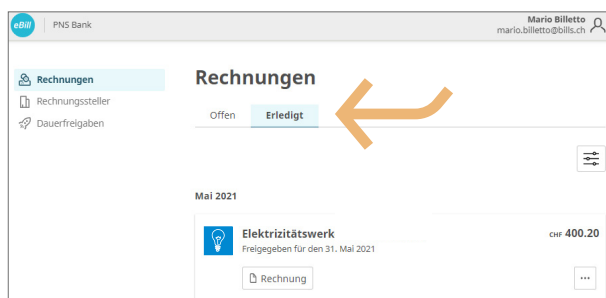 eBill PNS Bank
Mario Billetto
mario.billetto@bills.ch
Rechnungen
Rechnungssteller
Dauerfreigaben
Rechnungen
Offen Erledigt
Mai 2021
Elektrizitätswerk CHF 400.20
Freigegeben für den 31. Mai 2021
Rechnung ...